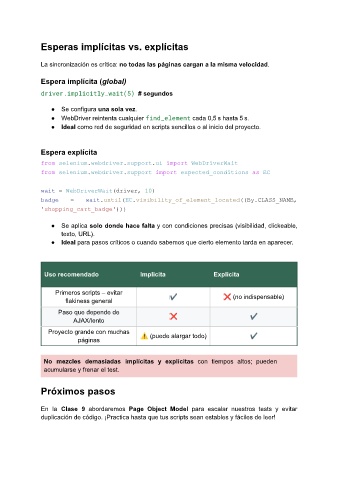 Esperas implícitas vs. explícitas
La sincronización es crítica: no todas las páginas cargan a la misma velocidad.
Espera implícita (global)
driver.implicitly_wait(5) # segundos
● Se configura una sola vez.
● WebDriver reintenta cualquier find_element cada 0,5 s hasta 5 s.
● Ideal como red de seguridad en scripts sencillos o al inicio del proyecto.
Espera explícita
from selenium.webdriver.support.ui import WebDriverWait
from selenium.webdriver.support import expected_conditions as EC
wait = WebDriverWait(driver, 10)
badge = wait.until(EC.visibility_of_element_located((By.CLASS_NAME,
'shopping_cart_badge')))
● Se aplica solo donde hace falta y con condiciones precisas (visibilidad, clickeable,
texto, URL).
● Ideal para pasos críticos o cuando sabemos que cierto elemento tarda en aparecer.
Uso recomendado Implícita Explícita
Primeros scripts – evitar
flakiness general ✔ ❌ (no indispensable)
Paso que depende de
AJAX/lento ❌ ✔
Proyecto grande con muchas
páginas ⚠️ (puede alargar todo) ✔
No mezcles demasiadas implícitas y explícitas con tiempos altos; pueden
acumularse y frenar el test.
Próximos pasos
En la Clase 9 abordaremos Page Object Model para escalar nuestros tests y evitar
duplicación de código. ¡Practica hasta que tus scripts sean estables y fáciles de leer!